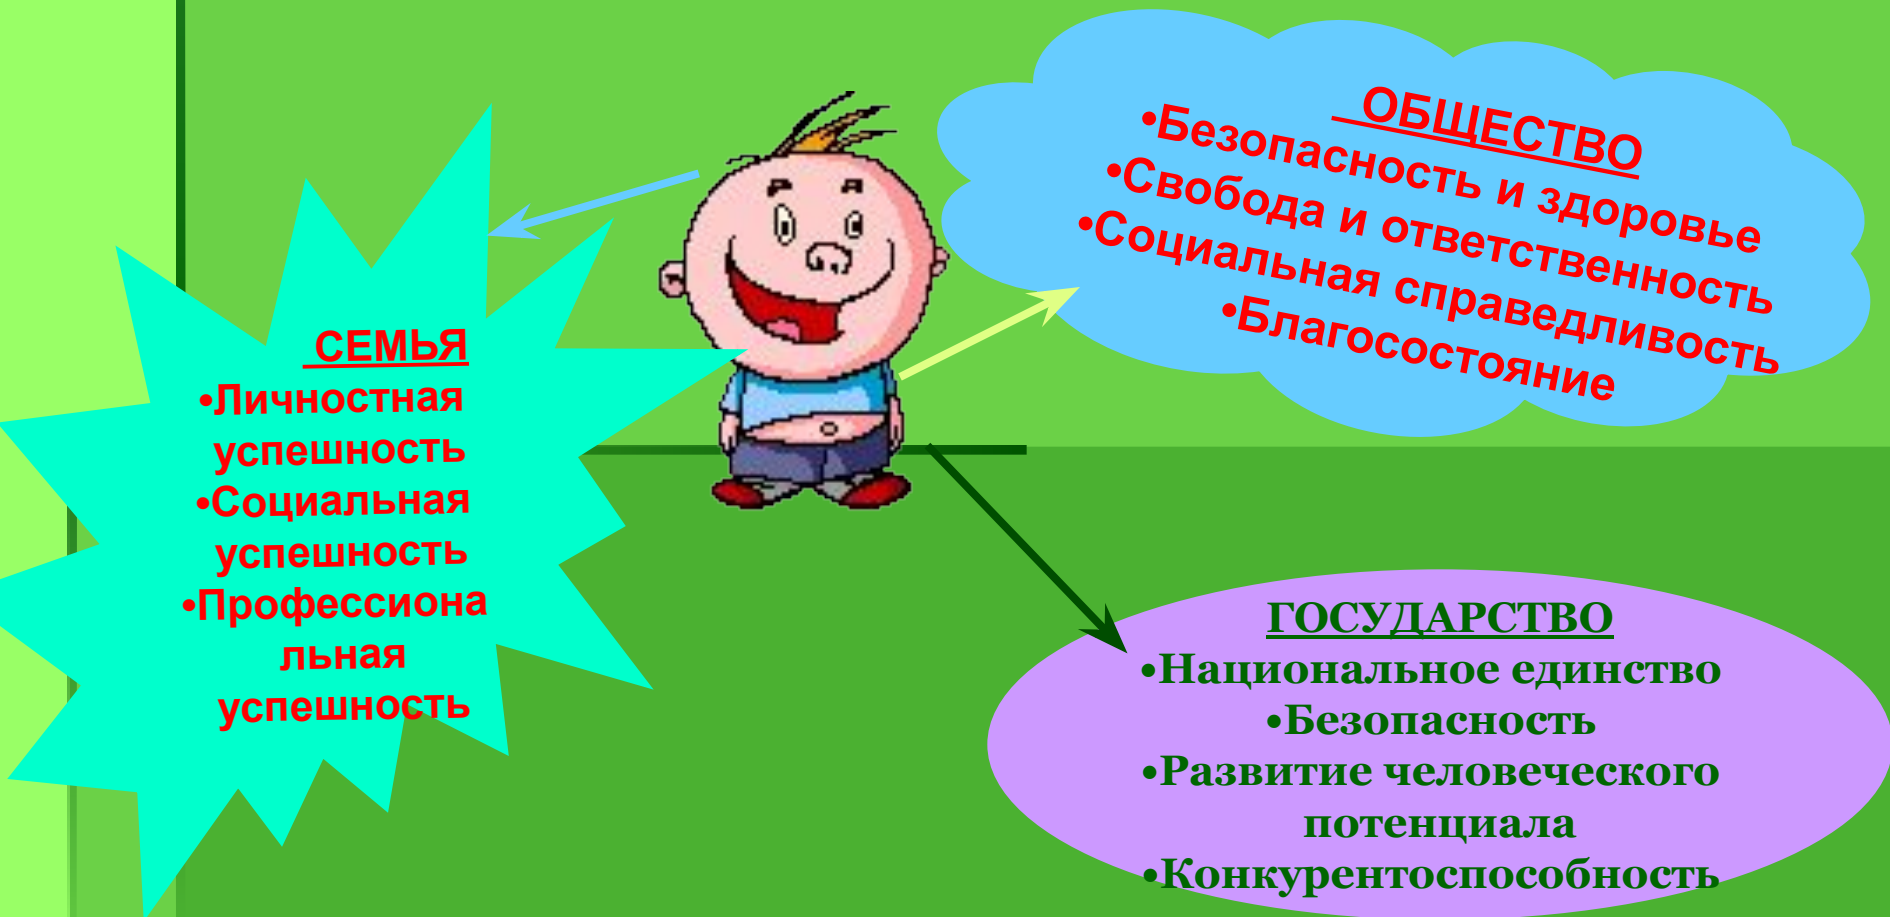 СЕМЬЯ
•Личностная
успешность
•Социальная
успешность
•Профессиона
льная
успешность
ОБЩЕСТВО
•Безопасность и здоровье
•Свобода и ответственность
•Социальная справедливость
•Благосостояние
ГОСУДАРСТВО
•Национальное единство
•Безопасность
•Развитие человеческого
потенциала
•Конкурентоспособность